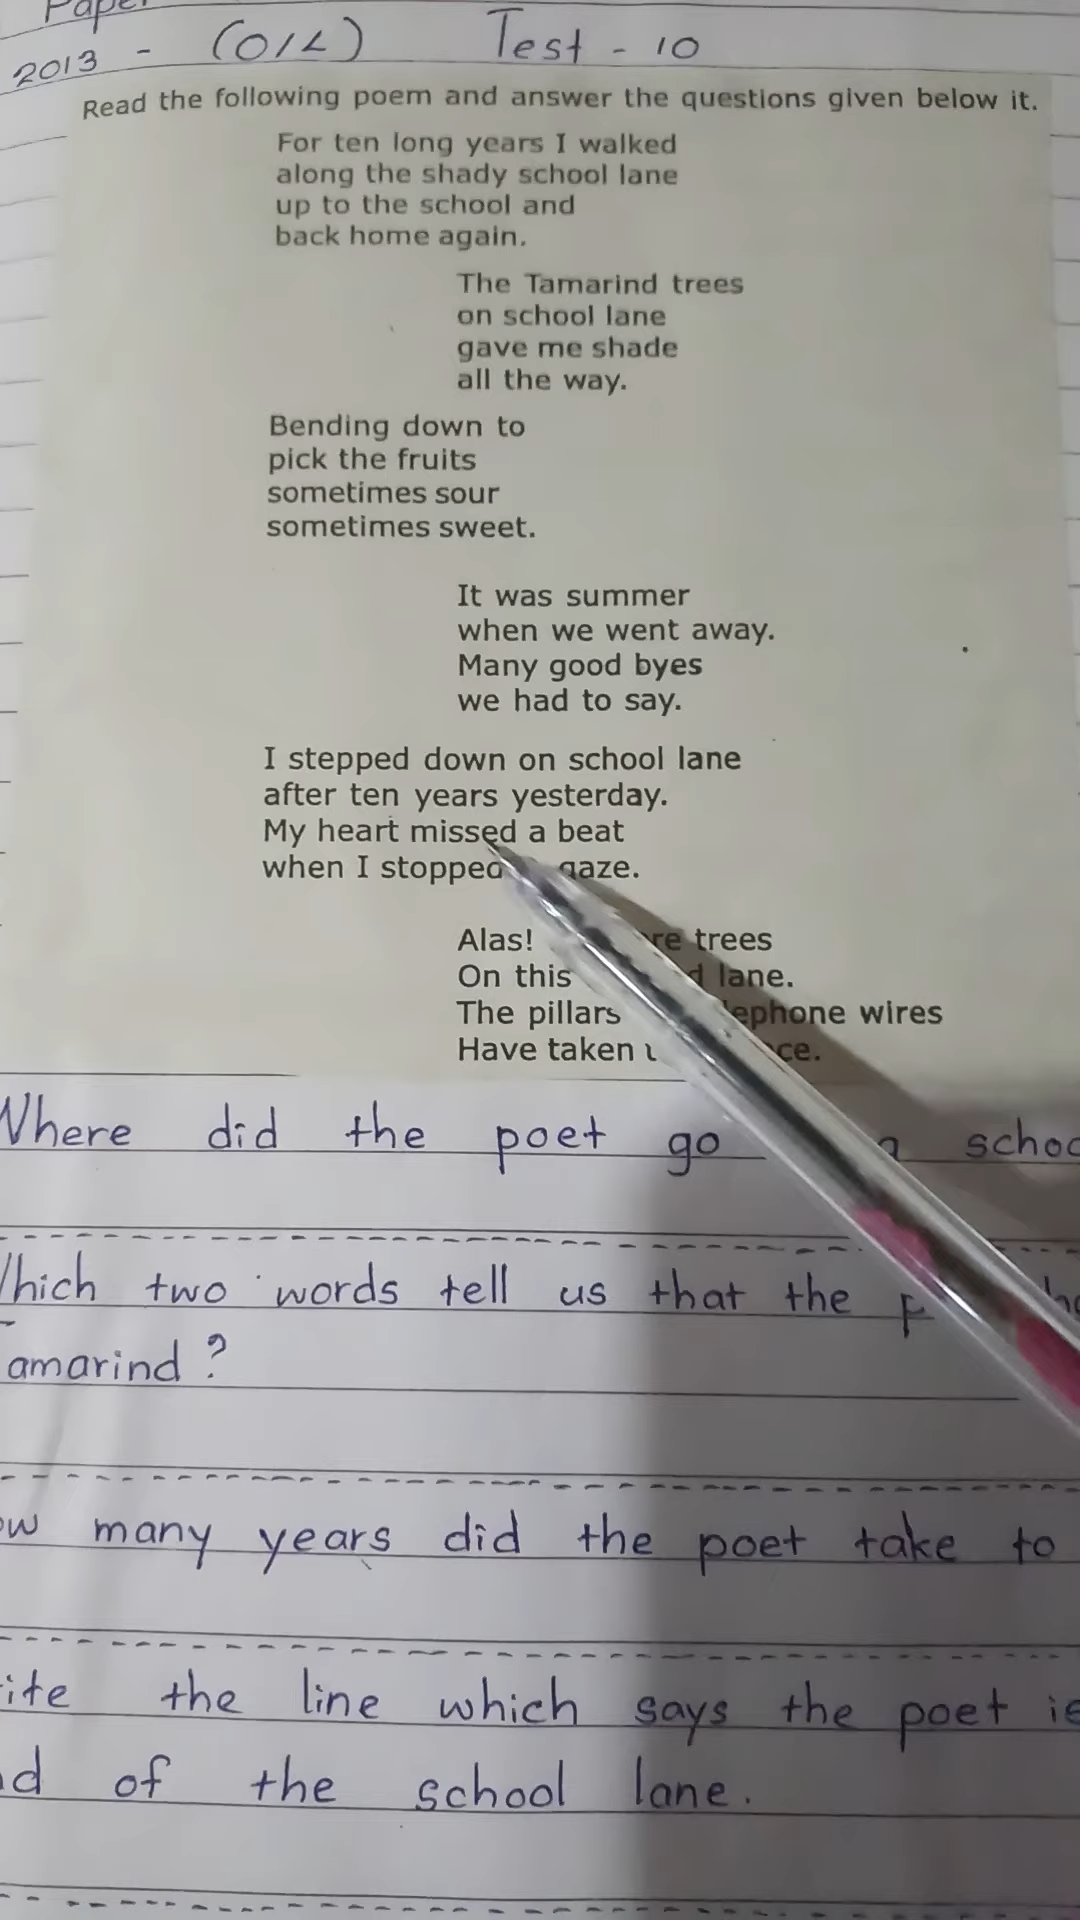 Paper
2013 - (O/L) Test - 10
Read the following poem and answer the questions given below it.
For ten long years I walked
along the shady school lane
up to the school and
back home again.
The Tamarind trees
on school lane
gave me shade
all the way.
Bending down to
pick the fruits
sometimes sour
sometimes sweet.
It was summer
when we went away.
Many good byes
we had to say.
I stepped down on school lane
after ten years yesterday.
My heart missed a beat
when I stopped gaze.
Alas! trees
On this lane.
The pillars wires
Have taken
Where did the poet go
Which two words tell us that the
amarind?
ow many years did the poet take to
ite the line which says the poet is
d of the school lane.